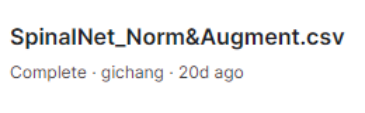 SpinalNet_Norm&Augment.csv
Complete · gichang · 20d ago